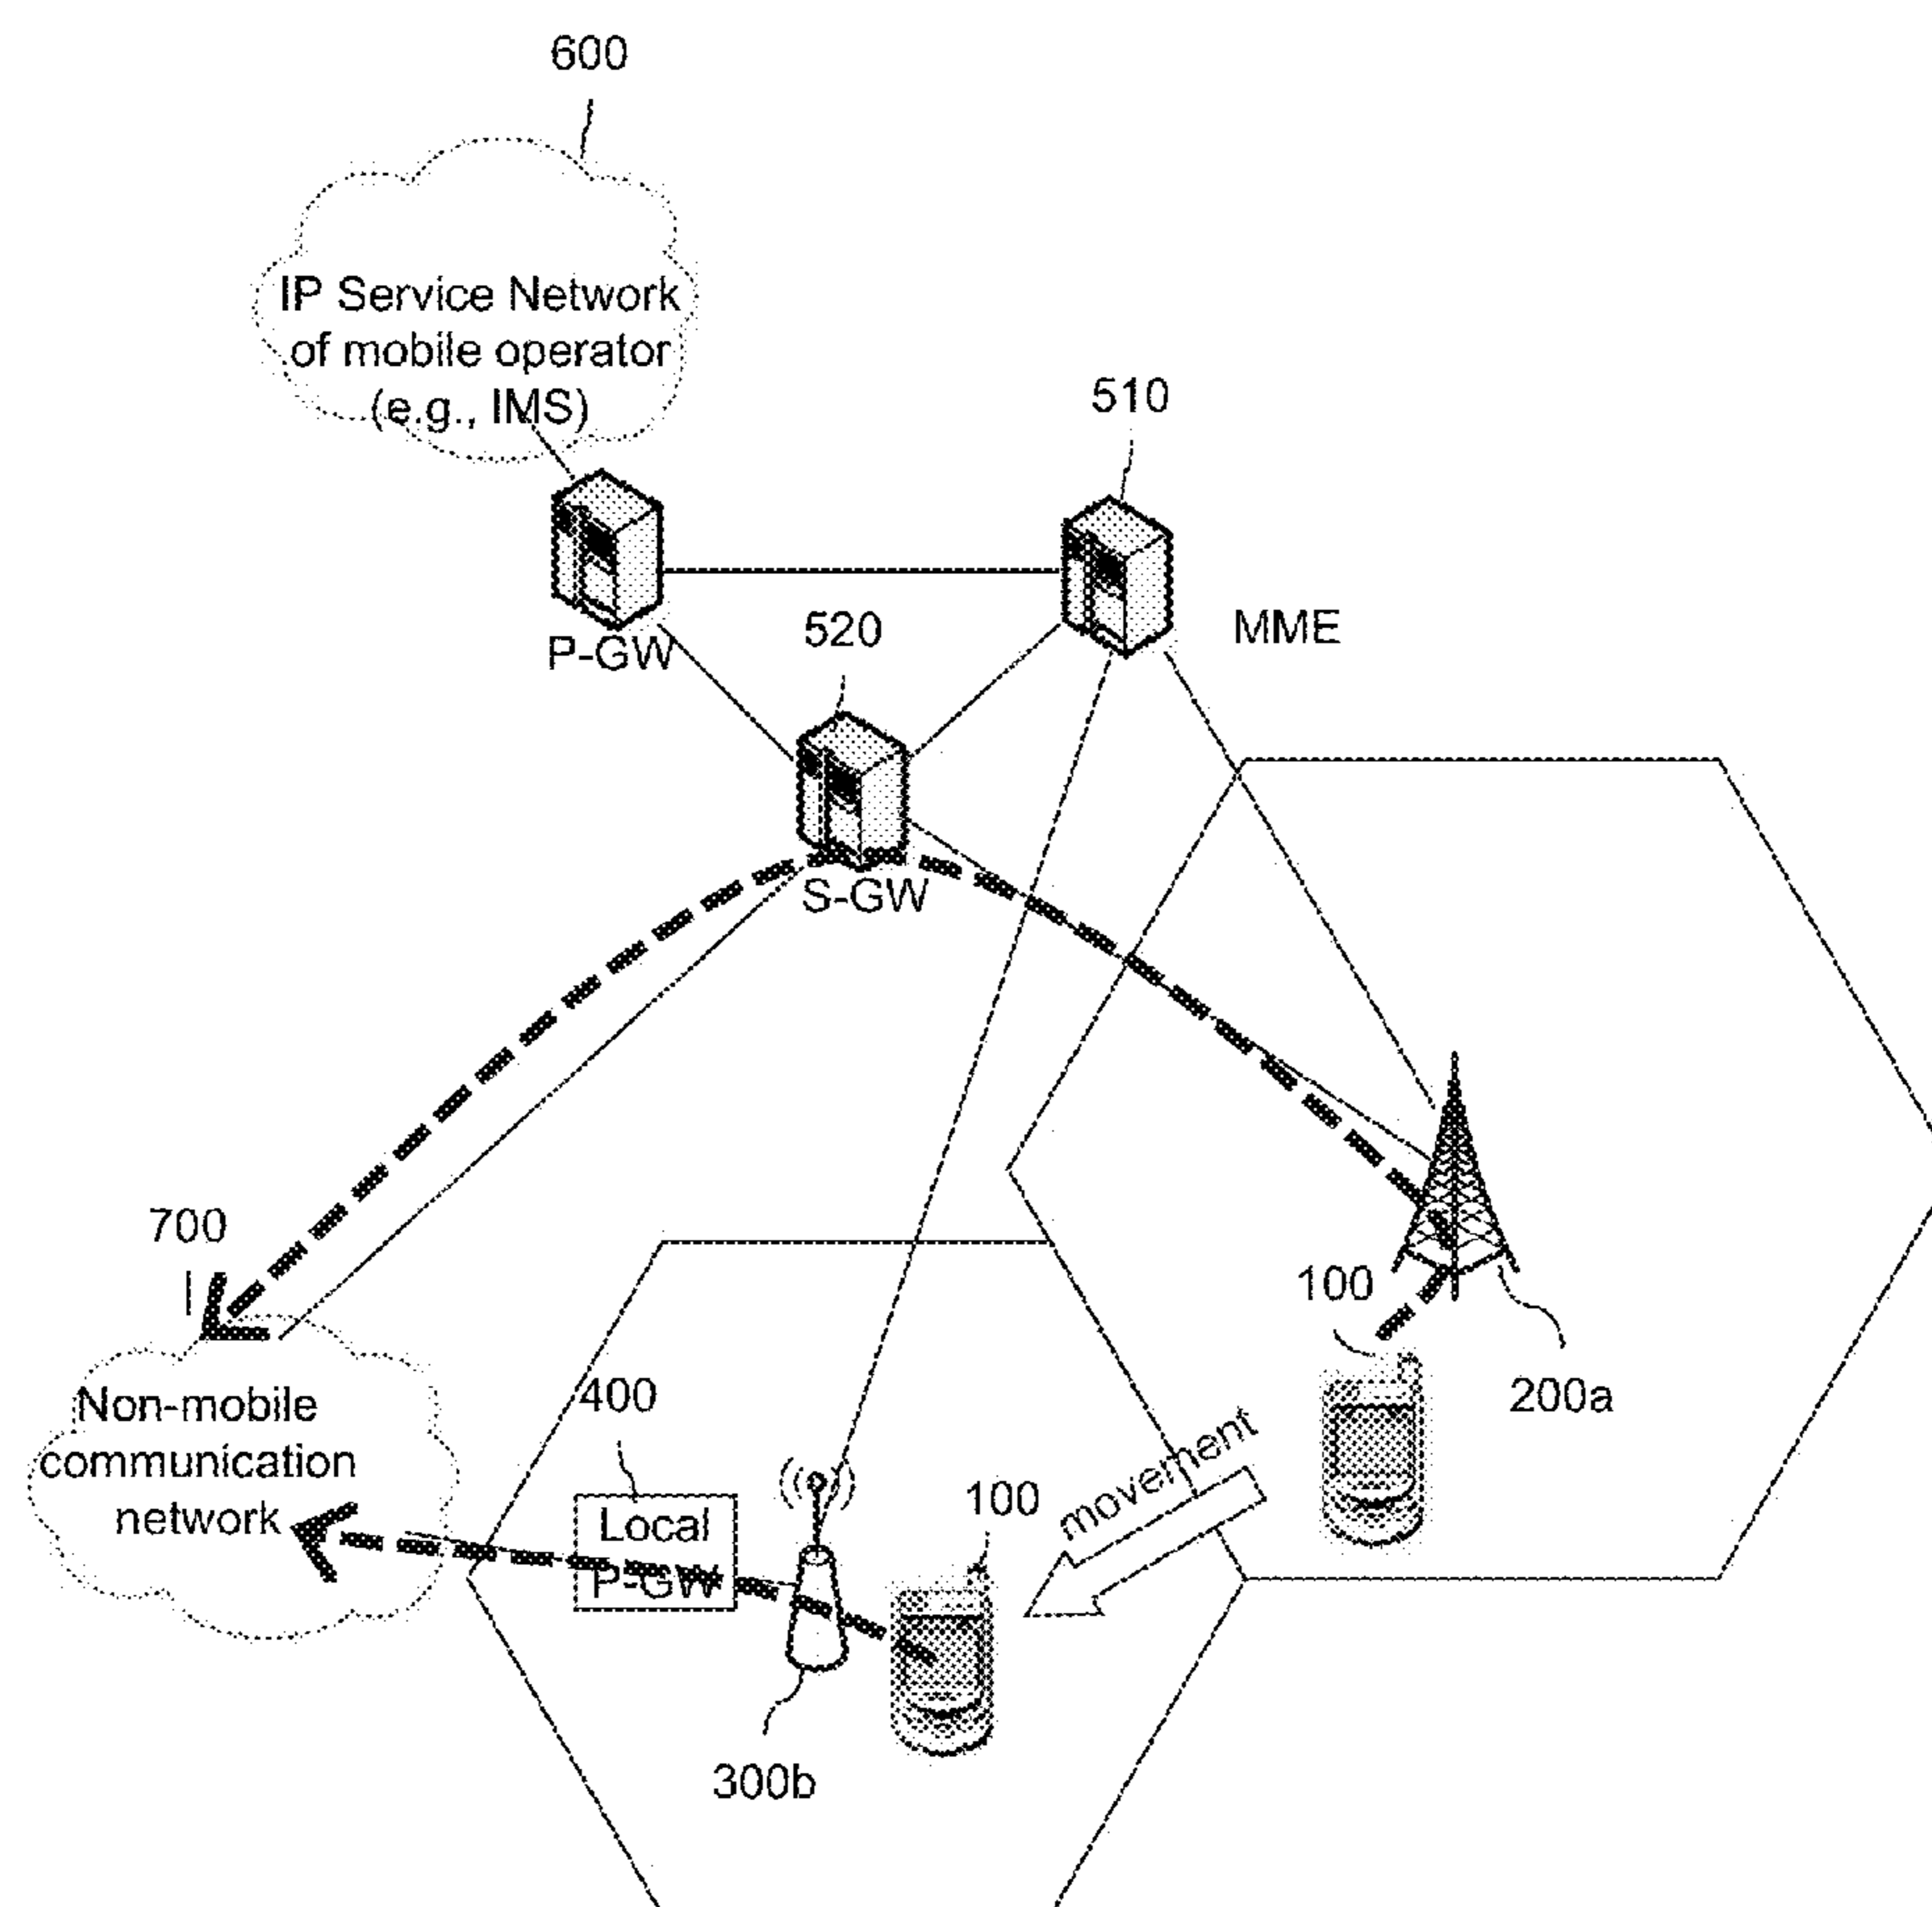 600
IP Service Network
of mobile operator
(e.g., IMS)
510
P-GW
520
MME
S-GW
700
100
200a
Non-mobile
communication
network
400
Local
P-GW
100
movement
300b